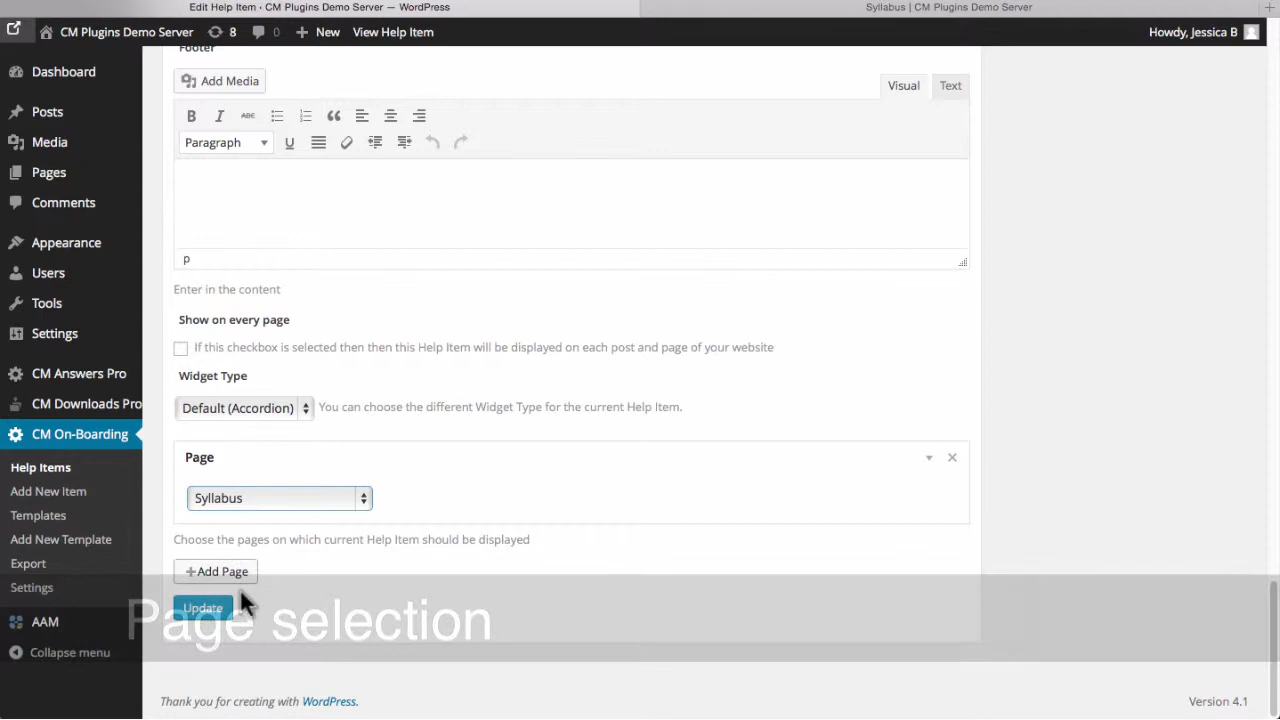 Edit Help Item ‹ CM Plugins Demo Server — WordPress
Syllabus | CM Plugins Demo Server
CM Plugins Demo Server
8
0
New
View Help Item
Howdy, Jessica B
Dashboard
Posts
Media
Pages
Comments
Appearance
Users
Tools
Settings
CM Answers Pro
CM Downloads Pro
CM On-Boarding
Help Items
Add New Item
Templates
Add New Template
Export
Settings
AAM
Collapse menu
Footer
Add Media
Visual
Text
B
I
ABC
Paragraph
U
p
Enter in the content
Show on every page
If this checkbox is selected then then this Help Item will be displayed on each post and page of your website
Widget Type
Default (Accordion)
You can choose the different Widget Type for the current Help Item.
Page
Syllabus
Choose the pages on which current Help Item should be displayed
+Add Page
Update
Page selection
Thank you for creating with WordPress.
Version 4.1